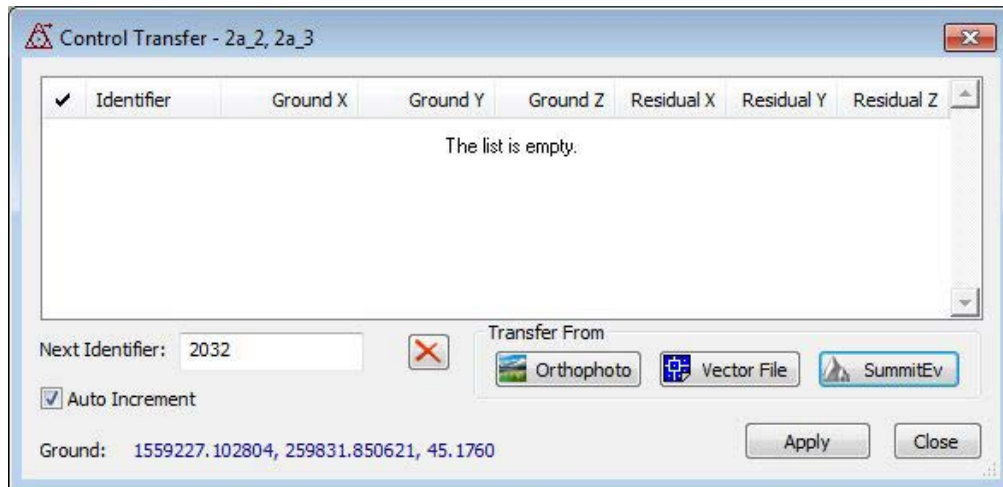 Control Transfer - 2a_2, 2a_3
✔ Identifier Ground X Ground Y Ground Z Residual X Residual Y Residual Z
The list is empty.
Next Identifier: 2032
Transfer From
Orthophoto Vector File SummitEv
Auto Increment
Ground: 1559227.102804, 259831.850621, 45.1760
Apply Close